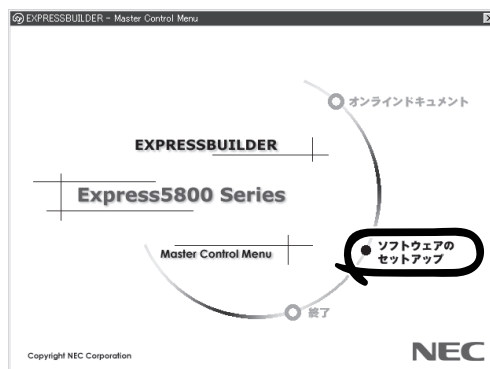 EXPRESSBUILDER - Master Control Menu
オンラインドキュメント
EXPRESSBUILDER
Express5800 Series
Master Control Menu
ソフトウェアの
セットアップ
終了
Copyright NEC Corporation
NEC